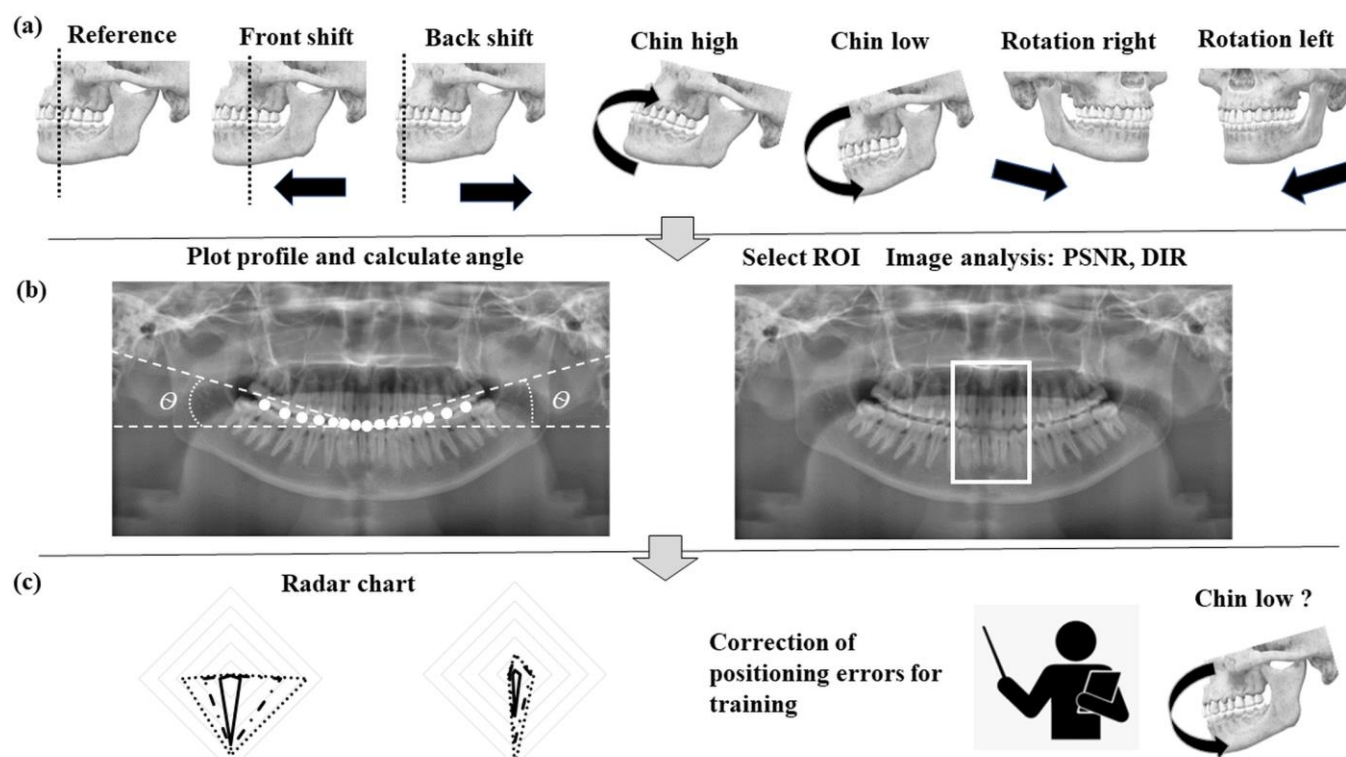 (a)
Reference
Front shift
Back shift
Chin high
Chin low
Rotation right
Rotation left
Plot profile and calculate angle
Select ROI Image analysis: PSNR, DIR
(b)
θ
θ
(c)
Radar chart
Correction of
positioning errors for
training
Chin low ?